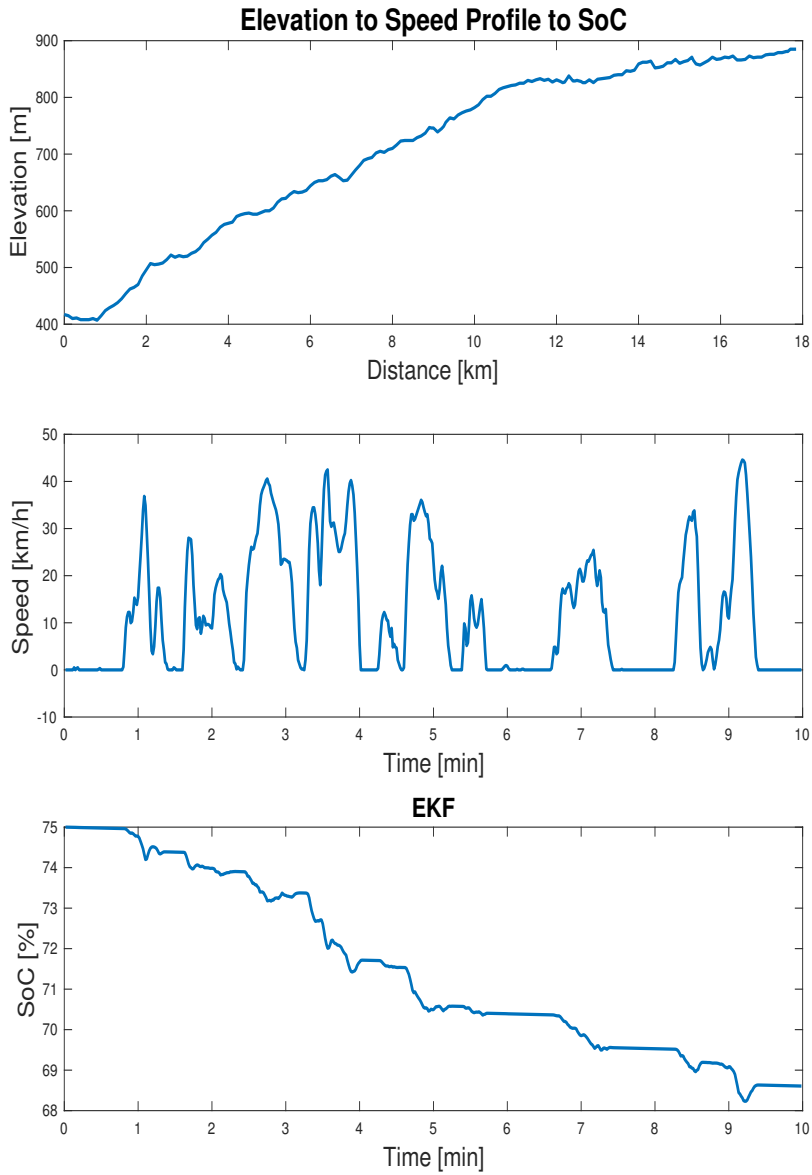 Elevation to Speed Profile to SoC
900
800
700
600
500
400
Elevation [m]
0 2 4 6 8 10 12 14 16 18
Distance [km]
50
40
30
20
10
0
-10
Speed [km/h]
0 1 2 3 4 5 6 7 8 9 10
Time [min]
EKF
75
74
73
72
71
70
69
68
SoC [%]
0 1 2 3 4 5 6 7 8 9 10
Time [min]